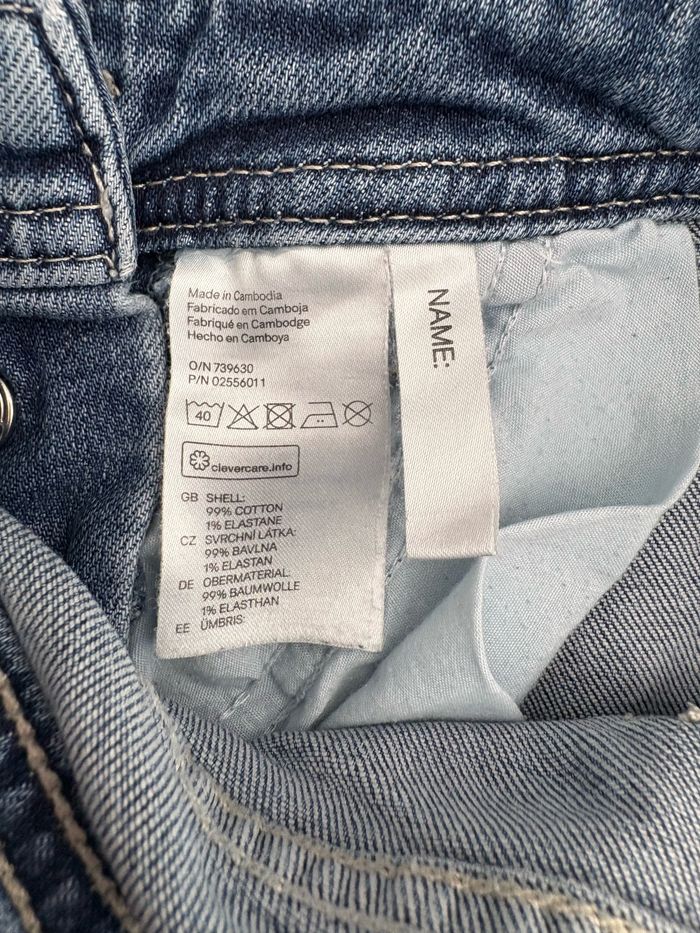 Made in Cambodia
Fabricado em Camboja
Fabriqué en Cambodge
Hecho en Camboya
O/N 739630
P/N 02556011
40
clevercare.info
GB SHELL:
99% COTTON
1% ELASTANE
CZ SVRCHNÍ LÁTKA:
99% BAVLNA
1% ELASTAN
DE OBERMATERIAL:
99% BAUMWOLLE
1% ELASTHAN
EE ÜMBRIS:
NAME: